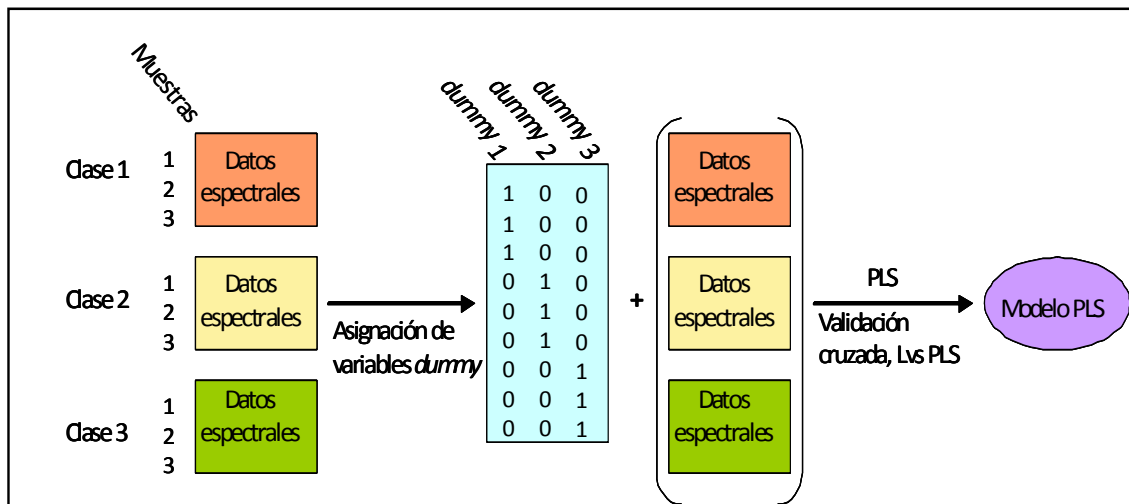 Muestras
Clase 1
1
2
3
Datos
espectrales
Clase 2
1
2
3
Datos
espectrales
Clase 3
1
2
3
Datos
espectrales
Asignación de
variables dummy
dummy 1
dummy 2
dummy 3
1 0 0
1 0 0
1 0 0
0 1 0
0 1 0
0 1 0
0 0 1
0 0 1
0 0 1
+
Datos
espectrales
Datos
espectrales
Datos
espectrales
PLS
Validación
cruzada, Lvs PLS
Modelo PLS